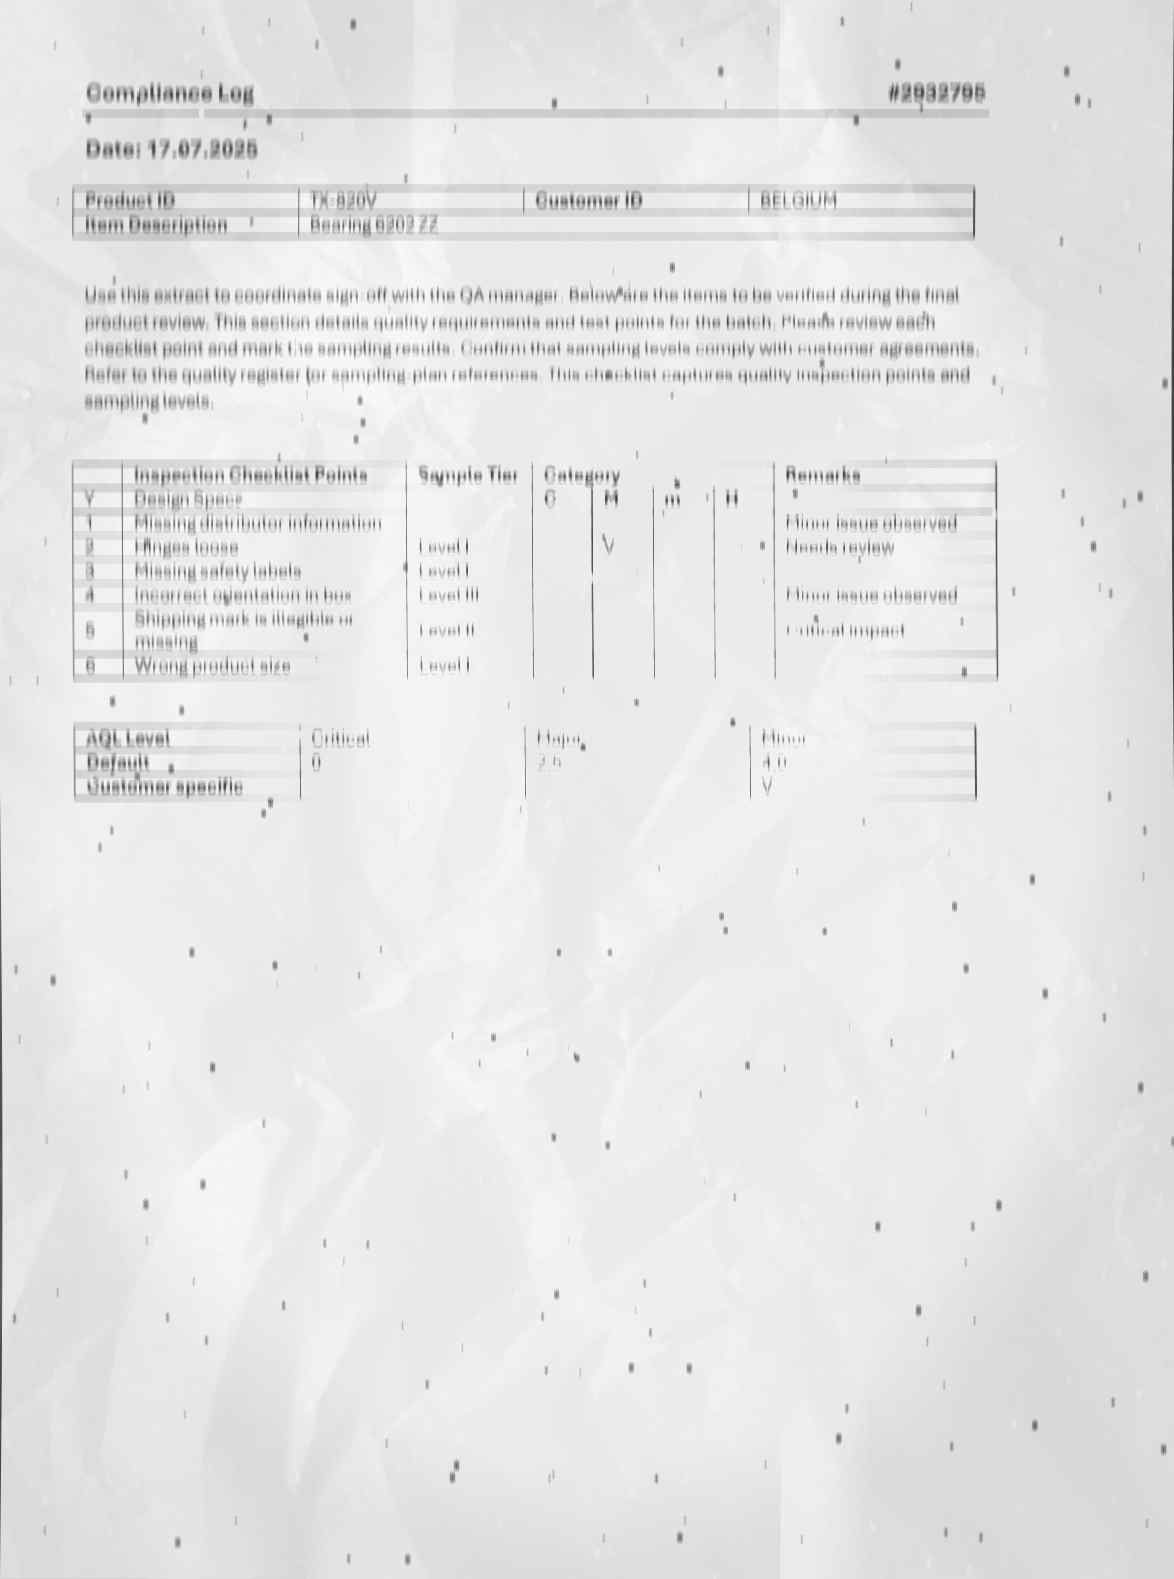 Compliance Log #2932795
Date: 17.07.2025
Product ID TX-820V Customer ID BELGIUM
Item Description Bearing 6202 ZZ
Use this extract to coordinate sign-off with the QA manager. Below are the items to be verified during the final
product review. This section details quality requirements and test points for the batch. Please review each
checklist point and mark the sampling results. Confirm that sampling levels comply with customer agreements.
Refer to the quality register for sampling-plan references. This checklist captures quality inspection points and
sampling levels.
Inspection Checklist Points Sample Tier Category Remarks
V Design Specs C M m H
1 Missing distributor information Minor issue observed
2 Hinges loose Level I V Needs review
3 Missing safety labels Level I
4 Incorrect orientation in box Level III Minor issue observed
5 Shipping mark is illegible or
missing Level II Critical impact
6 Wrong product size Level I
AQL Level Critical Major Minor
Default 0 2.5 4.0
Customer specific V